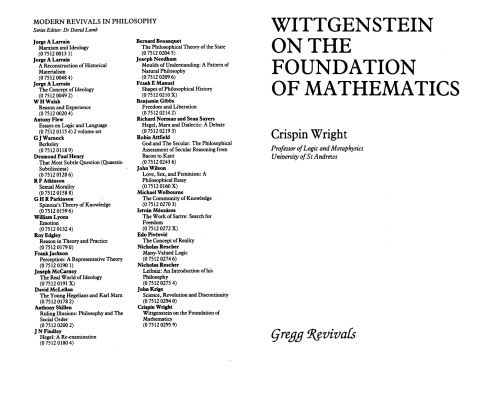 MODERN REVIVALS IN PHILOSOPHY
Series Editor: Dr David Lamb
Jorge A Larrain
Marxism and Ideology
(0 7512 0013 1)
Jorge A Larrain
A Reconstruction of Historical
Materialism
(0 7512 0048 4)
Jorge A Larrain
The Concept of Ideology
(0 7512 0049 2)
W H Walsh
Reason and Experience
(0 7512 0020 4)
Antony Flew
Essays on Logic and Language
(0 7512 0115 4) 2 volume set
G J Warnock
Berkeley
(0 7512 0118 9)
Desmond Paul Henry
That Most Subtle Question (Quaestio
Subtilissima)
(0 7512 0128 6)
R F Atkinson
Sexual Morality
(0 7512 0158 8)
G H R Parkinson
Spinoza's Theory of Knowledge
(0 7512 0159 6)
William Lyons
Emotion
(0 7512 0132 4)
Roy Edgley
Reason in Theory and Practice
(0 7512 0179 0)
Frank Jackson
Perception: A Representative Theory
(0 7512 0190 1)
Joseph McCarney
The Real World of Ideology
(0 7512 0191 X)
David McLellan
The Young Hegelians and Karl Marx
(0 7512 0178 2)
Anthony Skillen
Ruling Illusions: Philosophy and The
Social Order
(0 7512 0200 2)
J N Findlay
Hegel: A Re-examination
(0 7512 0180 4)
Bernard Bosanquet
The Philosophical Theory of the State
(0 7512 0204 5)
Joseph Needham
Moulds of Understanding: A Pattern of
Natural Philosophy
(0 7512 0209 6)
Frank E Manuel
Shapes of Philosophical History
(0 7512 0210 X)
Benjamin Gibbs
Freedom and Liberation
(0 7512 0214 2)
Richard Norman and Sean Sayers
Hegel, Marx and Dialectic: A Debate
(0 7512 0219 3)
Robin Attfield
God and The Secular: The Philosophical
Assessment of Secular Reasoning from
Bacon to Kant
(0 7512 0243 6)
John Wilson
Love, Sex, and Feminism: A
Philosophical Essay
(0 7512 0160 X)
Michael Welbourne
The Community of Knowledge
(0 7512 0270 3)
István Mészáros
The Work of Sartre: Search for
Freedom
(0 7512 0272 X)
Edo Pivčević
The Concept of Reality
Nicholas Rescher
Many-Valued Logic
(0 7512 0274 6)
Nicholas Rescher
Leibniz: An Introduction of his
Philosophy
(0 7512 0275 4)
John Krige
Science, Revolution and Discontinuity
(0 7512 0294 0)
Crispin Wright
Wittgenstein on the Foundation of
Mathematics
(0 7512 0295 9)
WITTGENSTEIN
ON THE
FOUNDATION
OF MATHEMATICS
Crispin Wright
Professor of Logic and Metaphysics
University of St Andrews
Gregg Revivals